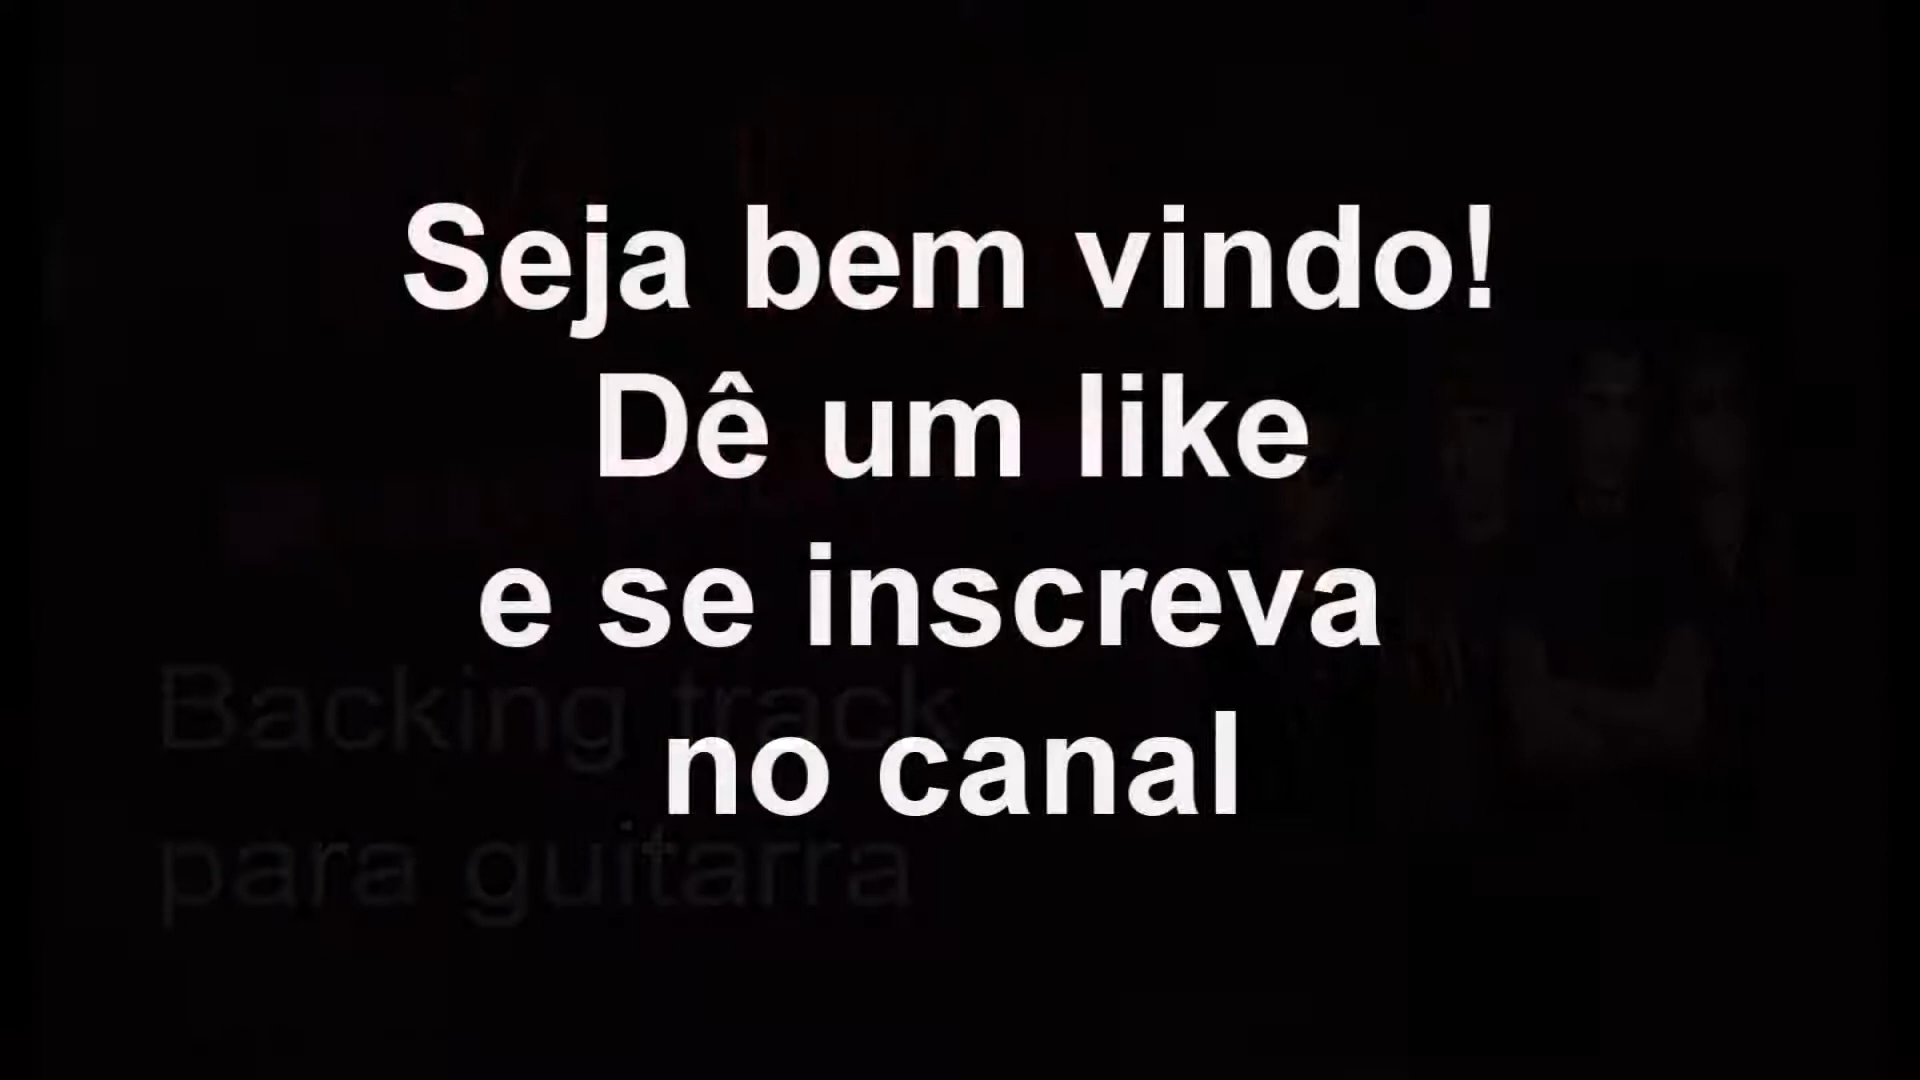 Seja bem vindo!
Dê um like
e se inscreva
no canal
Backing track
para guitarra